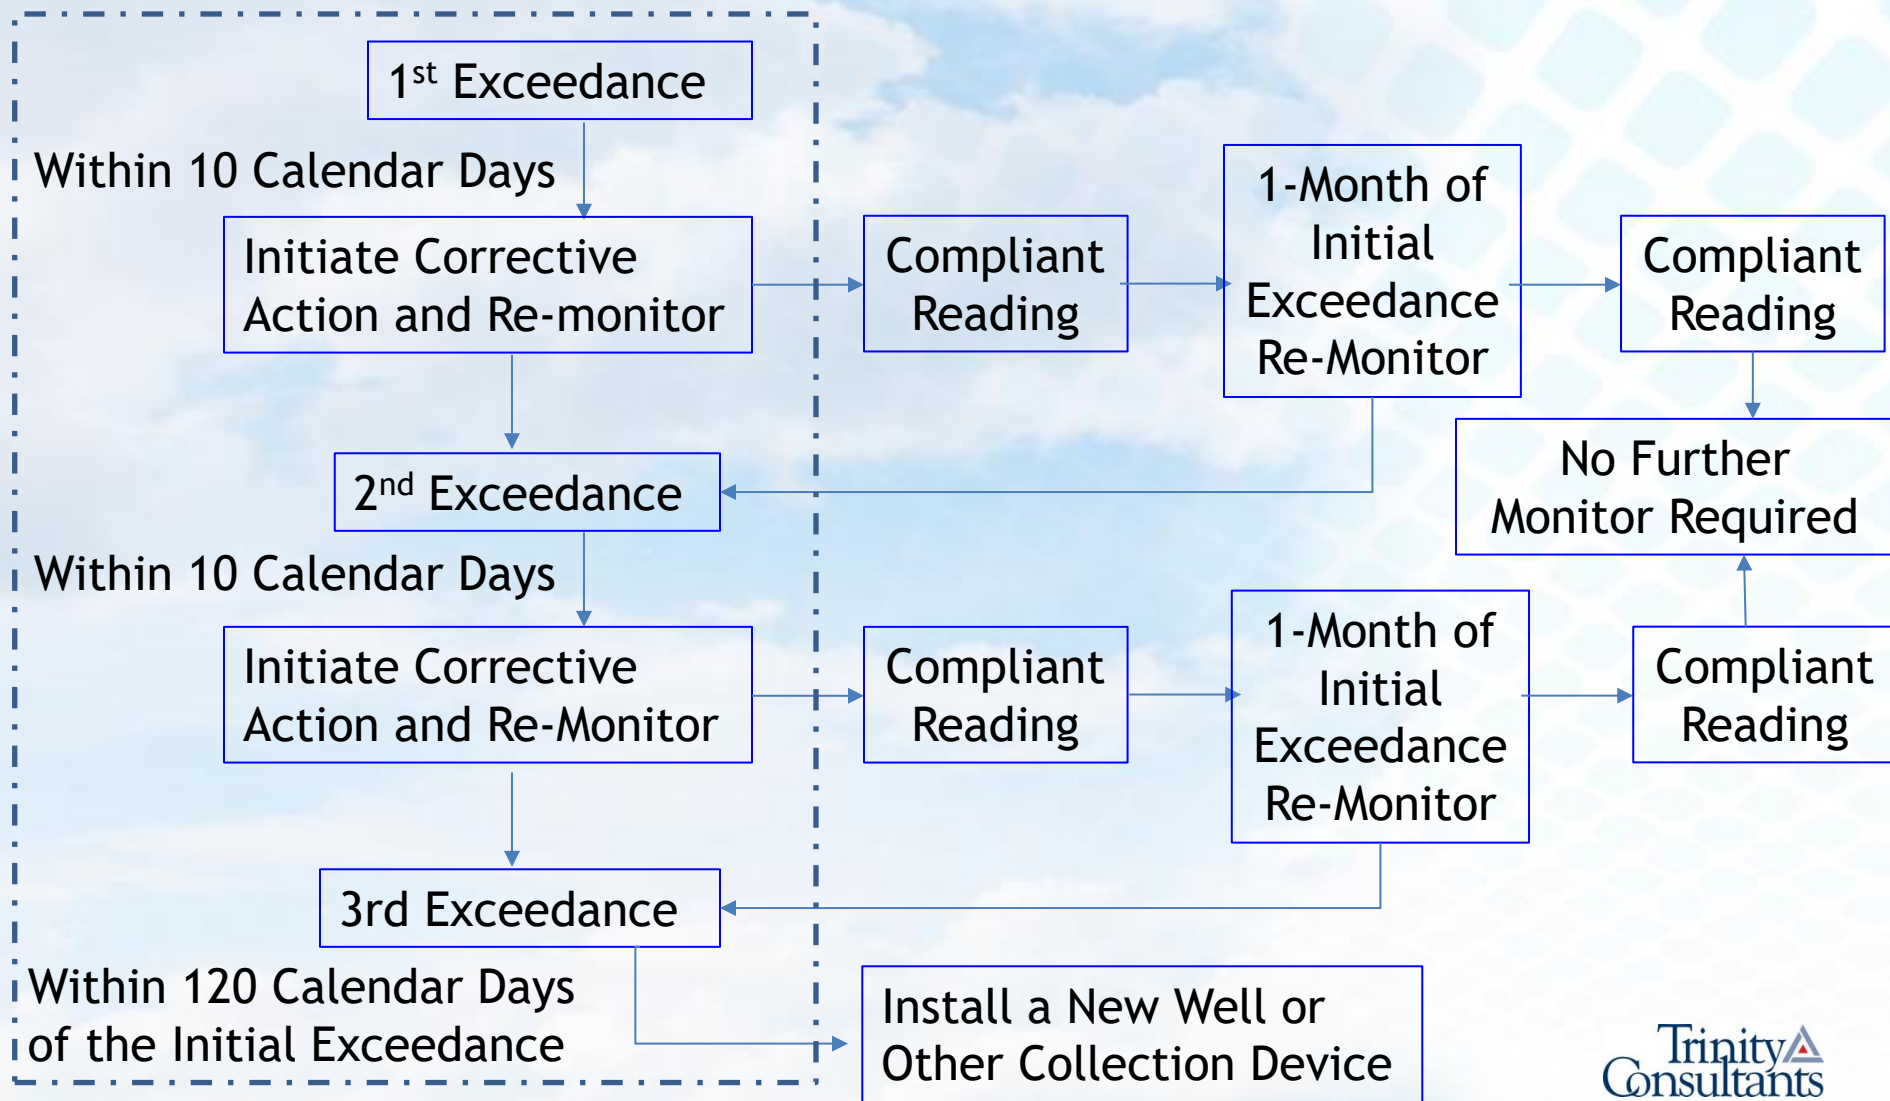 1st Exceedance
Within 10 Calendar Days
Initiate Corrective
Action and Re-monitor
Compliant
Reading
1-Month of
Initial
Exceedance
Re-Monitor
Compliant
Reading
No Further
Monitor Required
2nd Exceedance
Within 10 Calendar Days
Initiate Corrective
Action and Re-Monitor
Compliant
Reading
1-Month of
Initial
Exceedance
Re-Monitor
Compliant
Reading
3rd Exceedance
Within 120 Calendar Days
of the Initial Exceedance
Install a New Well or
Other Collection Device
Trinity
Consultants